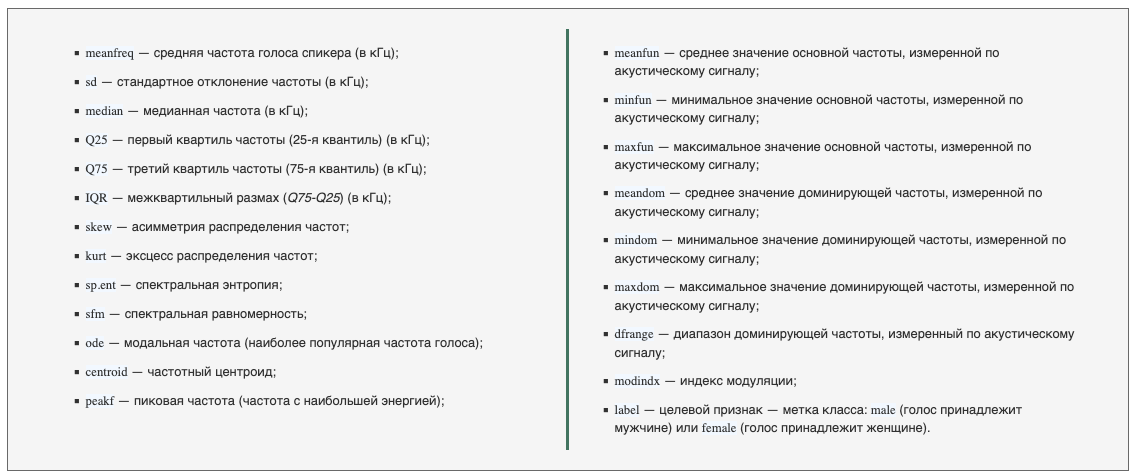 ▪ meanfreq — средняя частота голоса спикера (в кГц);
▪ sd — стандартное отклонение частоты (в кГц);
▪ median — медианная частота (в кГц);
▪ Q25 — первый квартиль частоты (25-я квантиль) (в кГц);
▪ Q75 — третий квартиль частоты (75-я квантиль) (в кГц);
▪ IQR — межквартильный размах (Q75-Q25) (в кГц);
▪ skew — асимметрия распределения частот;
▪ kurt — эксцесс распределения частот;
▪ sp.ent — спектральная энтропия;
▪ sfm — спектральная равномерность;
▪ ode — модальная частота (наиболее популярная частота голоса);
▪ centroid — частотный центроид;
▪ peakf — пиковая частота (частота с наибольшей энергией);
▪ meanfun — среднее значение основной частоты, измеренной по
акустическому сигналу;
▪ minfun — минимальное значение основной частоты, измеренной по
акустическому сигналу;
▪ maxfun — максимальное значение основной частоты, измеренной по
акустическому сигналу;
▪ meandom — среднее значение доминирующей частоты, измеренной по
акустическому сигналу;
▪ mindom — минимальное значение доминирующей частоты, измеренной по
акустическому сигналу;
▪ maxdom — максимальное значение доминирующей частоты, измеренной по
акустическому сигналу;
▪ dfrange — диапазон доминирующей частоты, измеренный по акустическому
сигналу;
▪ modindx — индекс модуляции;
▪ label — целевой признак — метка класса: male (голос принадлежит
мужчине) или female (голос принадлежит женщине).